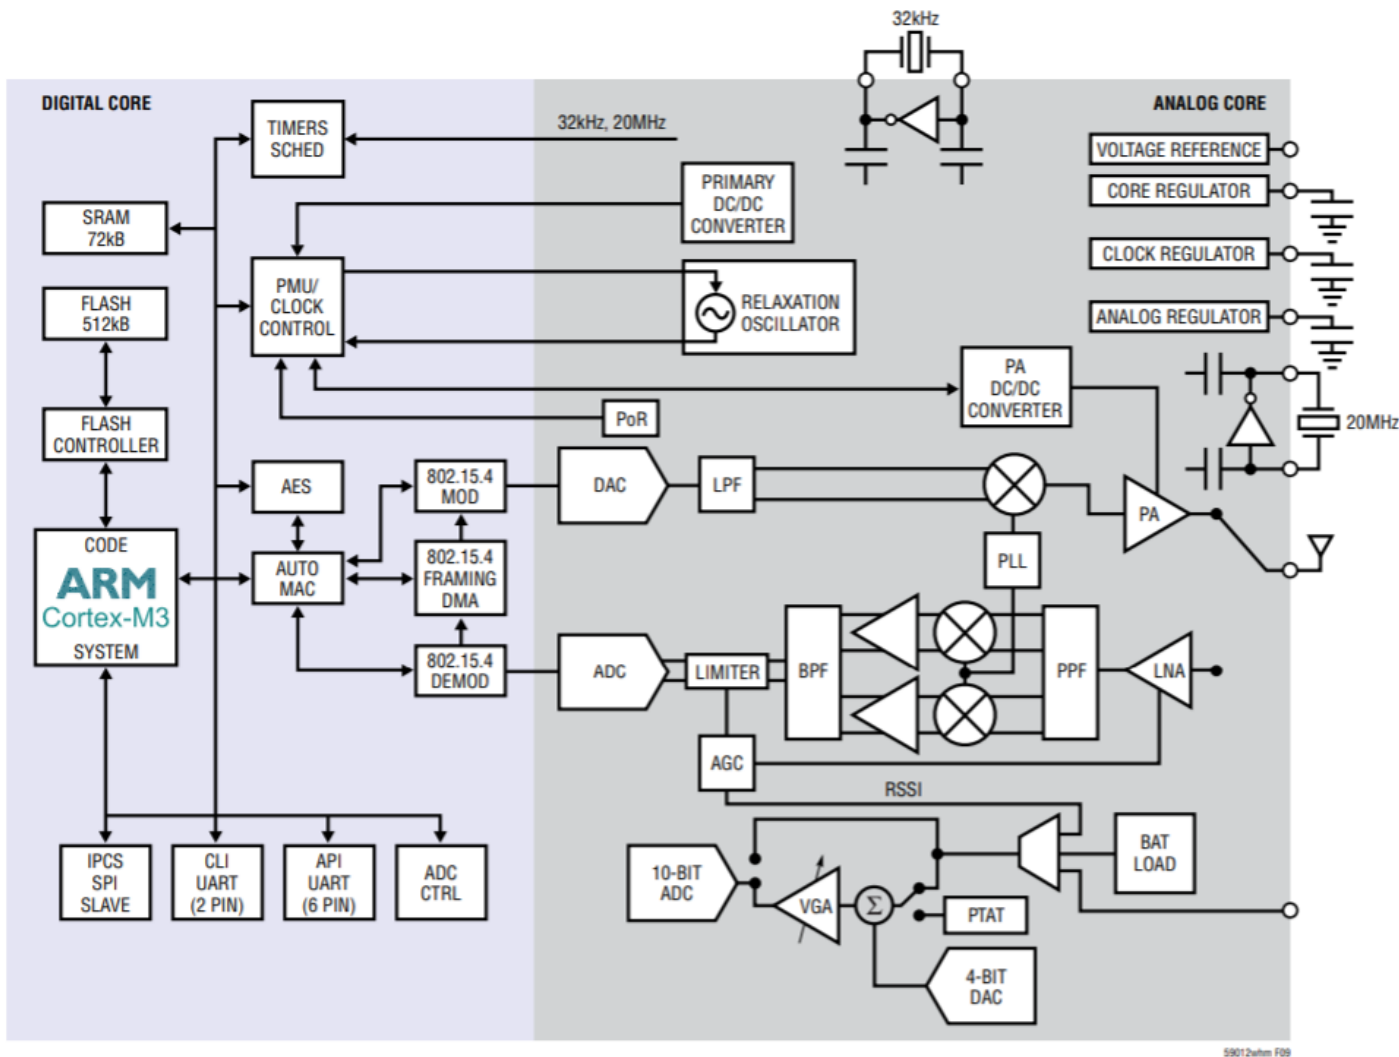 32kHz
DIGITAL CORE
ANALOG CORE
TIMERS
SCHED
32kHz, 20MHz
VOLTAGE REFERENCE
CORE REGULATOR
CLOCK REGULATOR
ANALOG REGULATOR
PRIMARY
DC/DC
CONVERTER
SRAM
72kB
FLASH
512kB
PMU/
CLOCK
CONTROL
RELAXATION
OSCILLATOR
PA
DC/DC
CONVERTER
20MHz
FLASH
CONTROLLER
PoR
AES
802.15.4
MOD
DAC
LPF
PA
CODE
ARM
Cortex-M3
SYSTEM
AUTO
MAC
802.15.4
FRAMING
DMA
PLL
802.15.4
DEMOD
ADC
LIMITER
BPF
PPF
LNA
AGC
RSSI
IPCS
SPI
SLAVE
CLI
UART
(2 PIN)
API
UART
(6 PIN)
ADC
CTRL
10-BIT
ADC
VGA
Σ
PTAT
BAT
LOAD
4-BIT
DAC
59012whm F09